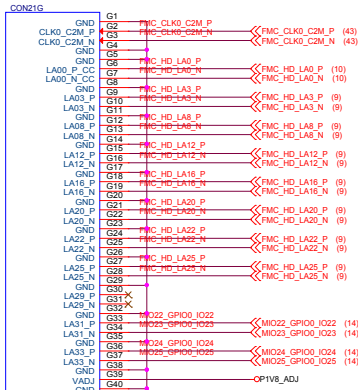 CON21G
GND G1
CLK0_C2M_P G2 FMC_CLK0_C2M_P FMC_CLK0_C2M_P (43)
CLK0_C2M_N G3 FMC_CLK0_C2M_N FMC_CLK0_C2M_N (43)
GND G4
GND G5
LA00_P_CC G6 FMC_HD_LA0_P FMC_HD_LA0_P (10)
LA00_N_CC G7 FMC_HD_LA0_N FMC_HD_LA0_N (10)
GND G8
LA03_P G9 FMC_HD_LA3_P FMC_HD_LA3_P (9)
LA03_N G10 FMC_HD_LA3_N FMC_HD_LA3_N (9)
GND G11
LA08_P G12 FMC_HD_LA8_P FMC_HD_LA8_P (9)
LA08_N G13 FMC_HD_LA8_N FMC_HD_LA8_N (9)
GND G14
LA12_P G15 FMC_HD_LA12_P FMC_HD_LA12_P (9)
LA12_N G16 FMC_HD_LA12_N FMC_HD_LA12_N (9)
GND G17
LA16_P G18 FMC_HD_LA16_P FMC_HD_LA16_P (9)
LA16_N G19 FMC_HD_LA16_N FMC_HD_LA16_N (9)
GND G20
LA20_P G21 FMC_HD_LA20_P FMC_HD_LA20_P (9)
LA20_N G22 FMC_HD_LA20_N FMC_HD_LA20_N (9)
GND G23
LA22_P G24 FMC_HD_LA22_P FMC_HD_LA22_P (9)
LA22_N G25 FMC_HD_LA22_N FMC_HD_LA22_N (9)
GND G26
LA25_P G27 FMC_HD_LA25_P FMC_HD_LA25_P (9)
LA25_N G28 FMC_HD_LA25_N FMC_HD_LA25_N (9)
GND G29
LA29_P G30
LA29_N G31
GND G32
LA31_P G33 MIO22_GPIO0_IO22 MIO22_GPIO0_IO22 (14)
LA31_N G34 MIO23_GPIO0_IO23 MIO23_GPIO0_IO23 (14)
GND G35
LA33_P G36 MIO24_GPIO0_IO24 MIO24_GPIO0_IO24 (14)
LA33_N G37 MIO25_GPIO0_IO25 MIO25_GPIO0_IO25 (14)
GND G38
VADJ G39 P1V8_ADJ
GND G40